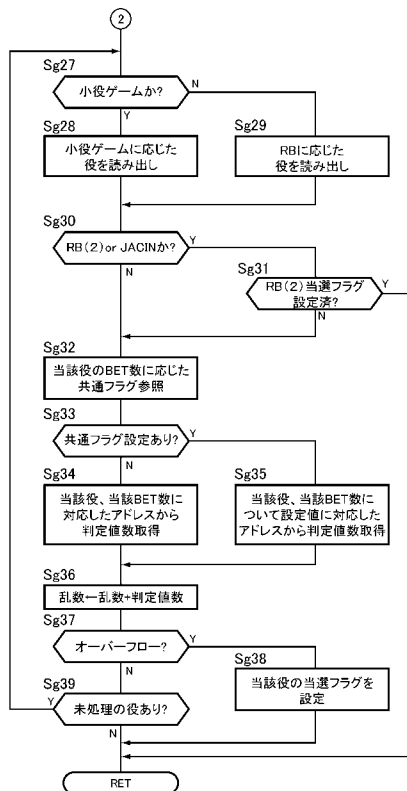 2
Sg27
小役ゲームか?
N
Y
Sg28
小役ゲームに応じた
役を読み出し
Sg29
RBに応じた
役を読み出し
Sg30
RB(2)or JACINか?
Y
N
Sg31
RB(2)当選フラグ
設定済?
Y
N
Sg32
当該役のBET数に応じた
共通フラグ参照
Sg33
共通フラグ設定あり?
Y
N
Sg34
当該役、当該BET数に
対応したアドレスから
判定値数取得
Sg35
当該役、当該BET数に
ついて設定値に対応した
アドレスから判定値数取得
Sg36
乱数←乱数+判定値数
Sg37
オーバーフロー?
Y
N
Sg38
当該役の当選フラグを
設定
Sg39
未処理の役あり?
Y
N
RET